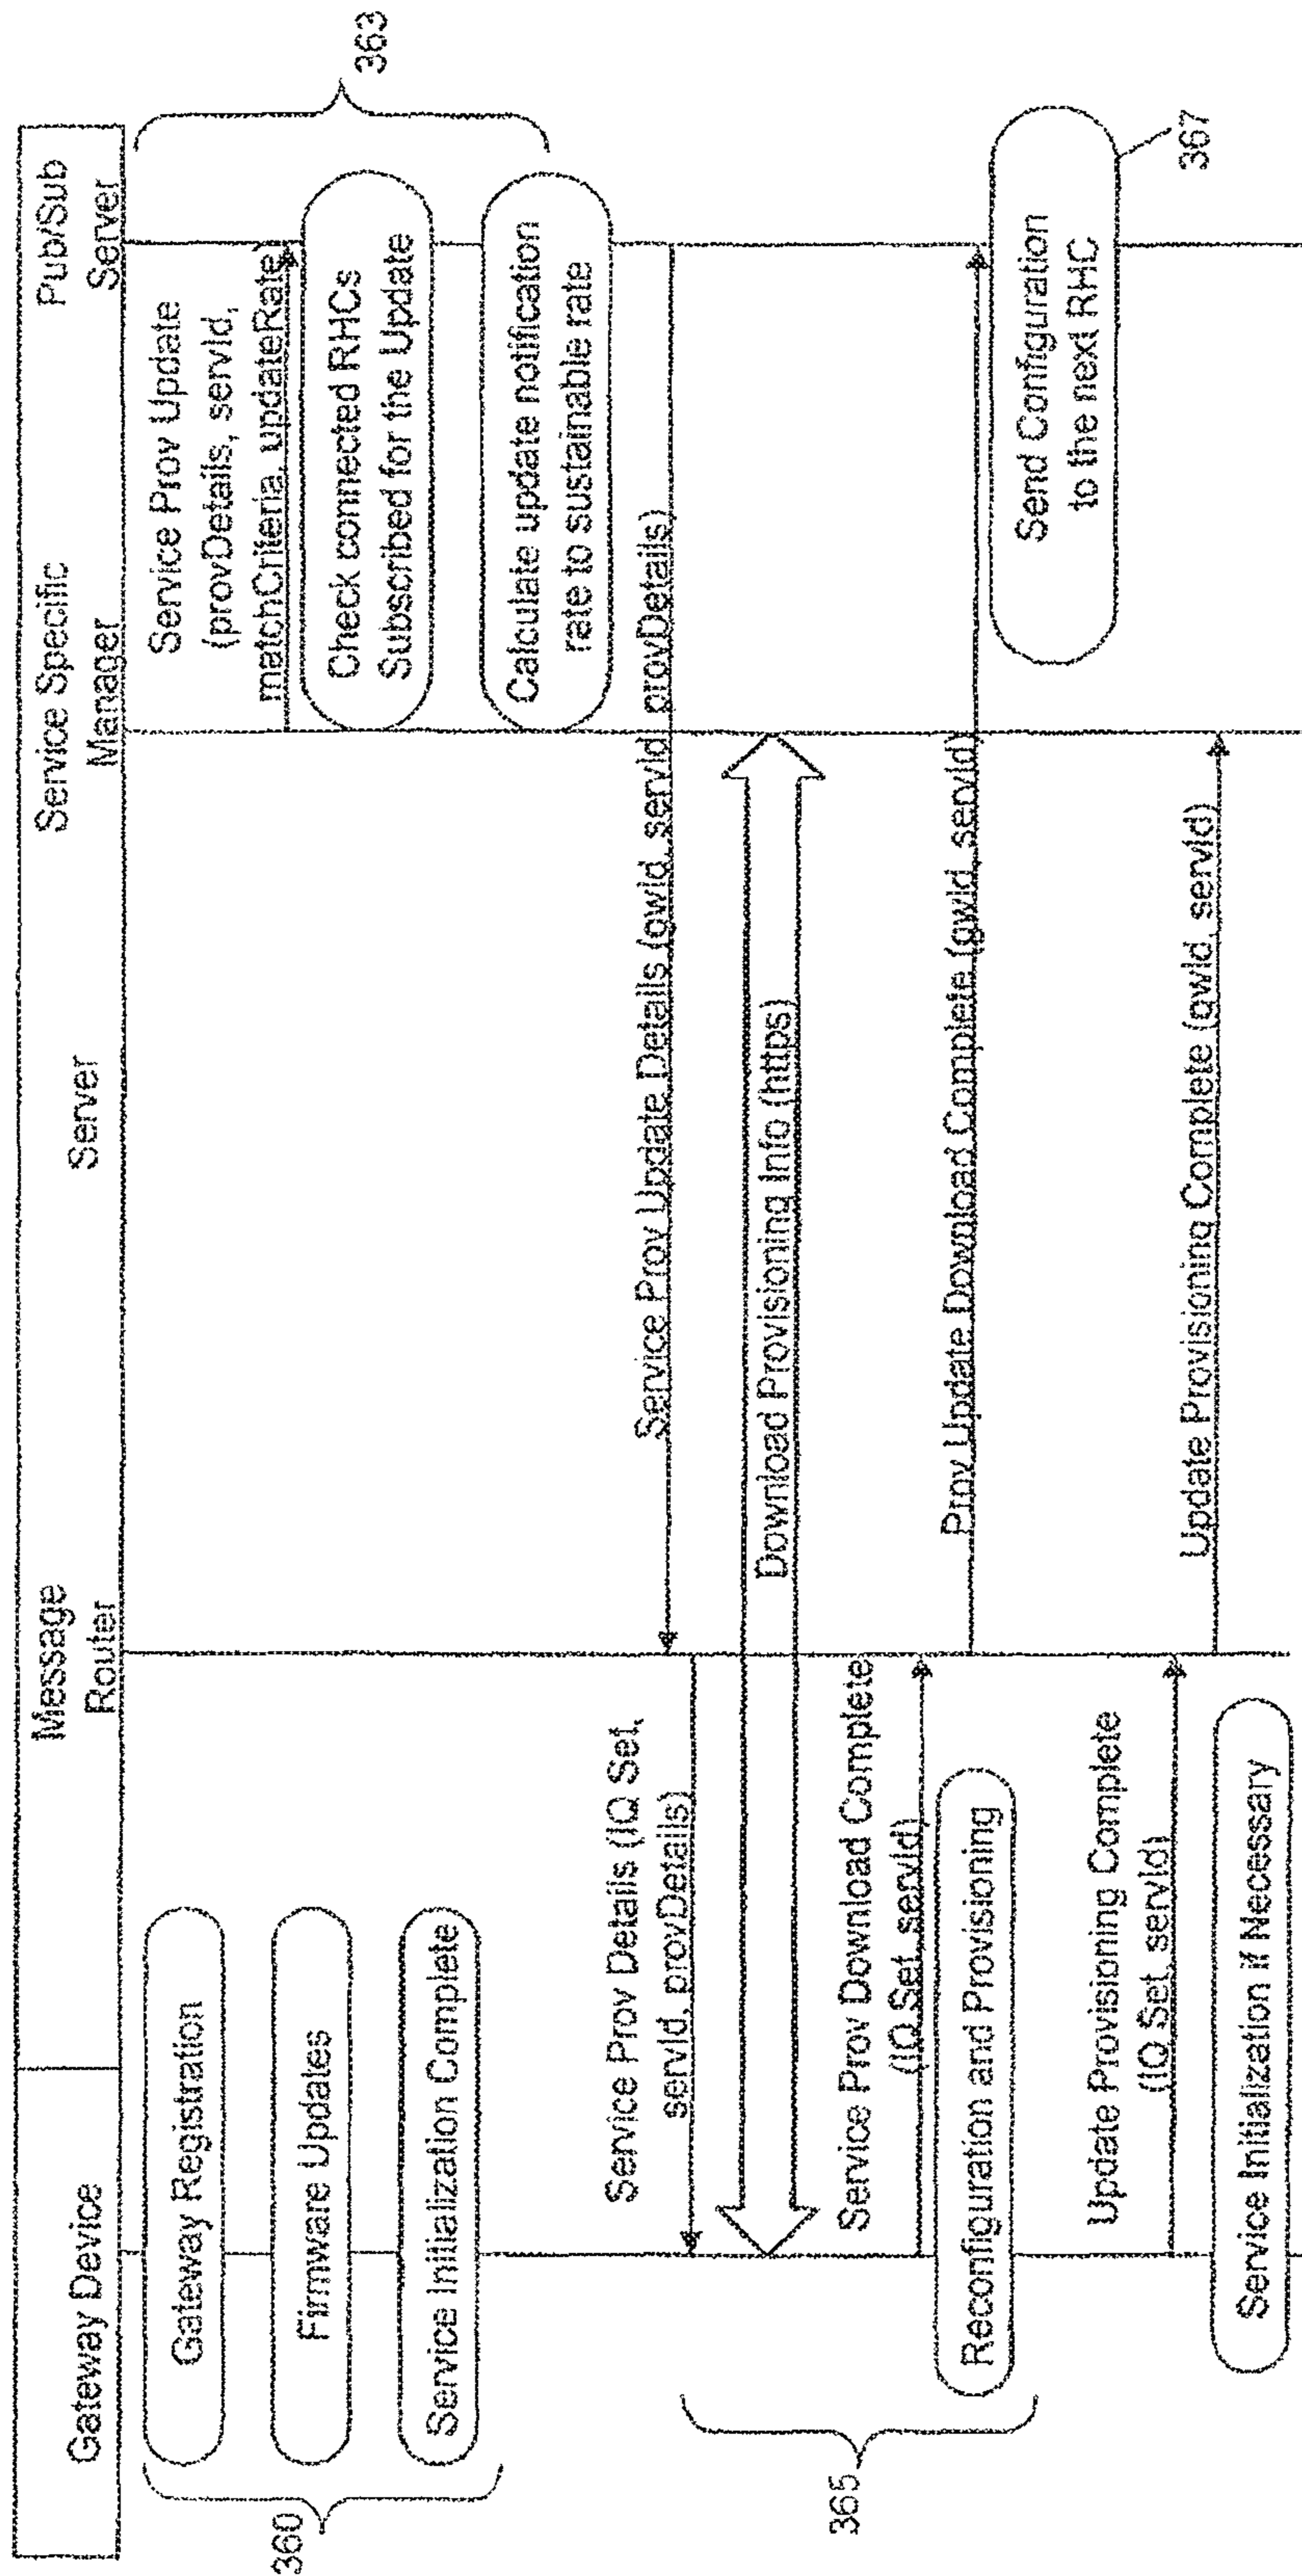 Gateway Device
Message
Router
Server
Service Specific
Manager
Pub/Sub
Server
360
Gateway Registration
Firmware Updates
Service Initialization Complete
Service Prov Update
(provDetails, servId,
matchCriteria, updateRate)
Check connected RHCs
Subscribed for the Update
Calculate update notification
rate to sustainable rate
363
Service Prov Update Details (gwId, servId, provDetails)
Service Prov Details (IQ Set,
servId, provDetails)
Download Provisioning Info (https)
365
Service Prov Download Complete
(IQ Set, servId)
Prov Update Download Complete (gwId, servId)
Reconfiguration and Provisioning
Send Configuration
to the next RHC
367
Update Provisioning Complete
(IQ Set, servId)
Update Provisioning Complete (gwId, servId)
Service Initialization if Necessary